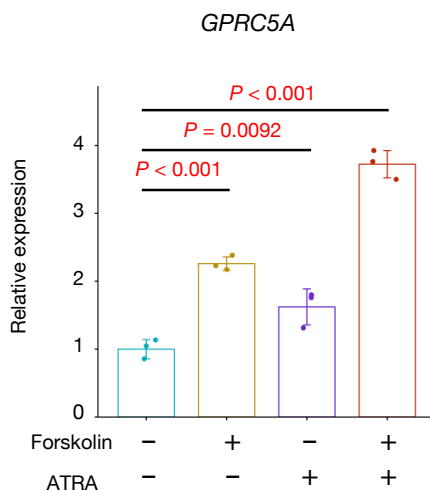 GPRC5A
P < 0.001
P = 0.0092
P < 0.001
Relative expression
4
3
2
1
0
Forskolin − + − +
ATRA − − + +